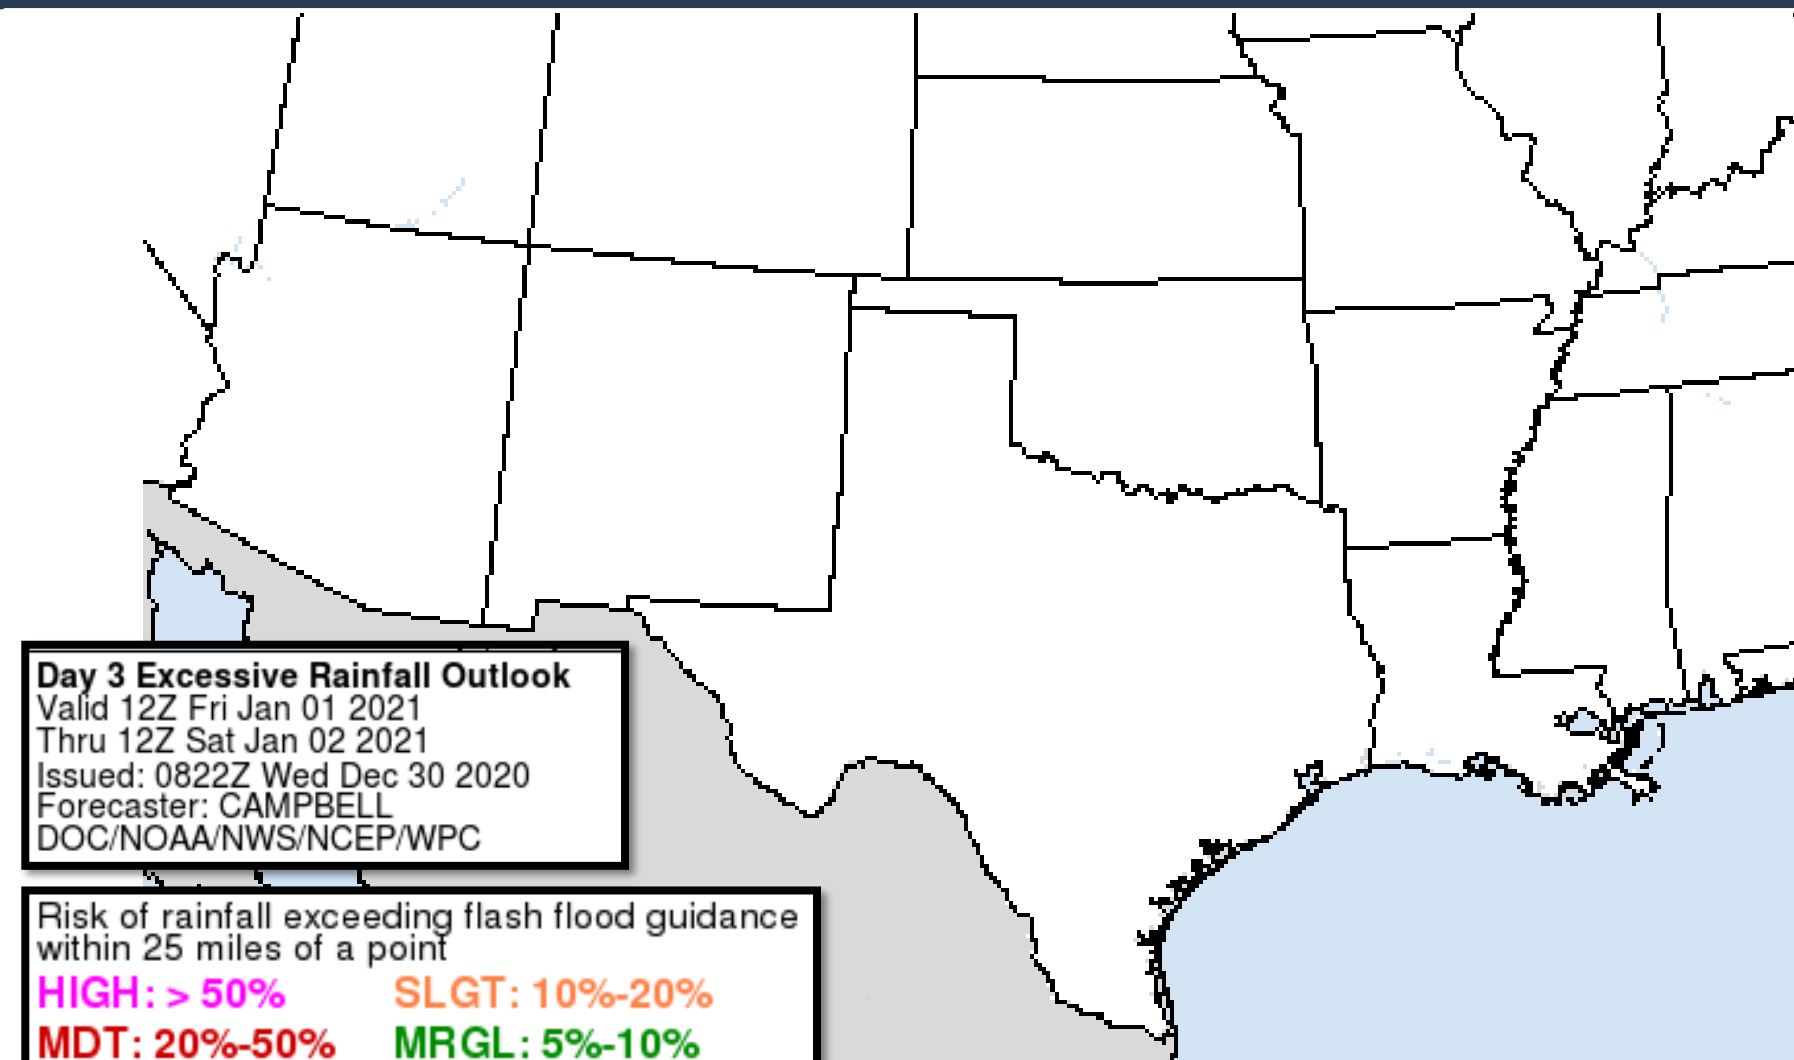 Day 3 Excessive Rainfall Outlook
Valid 12Z Fri Jan 01 2021
Thru 12Z Sat Jan 02 2021
Issued: 0822Z Wed Dec 30 2020
Forecaster: CAMPBELL
DOC/NOAA/NWS/NCEP/WPC
Risk of rainfall exceeding flash flood guidance
within 25 miles of a point
HIGH: > 50% SLGT: 10%-20%
MDT: 20%-50% MRGL: 5%-10%